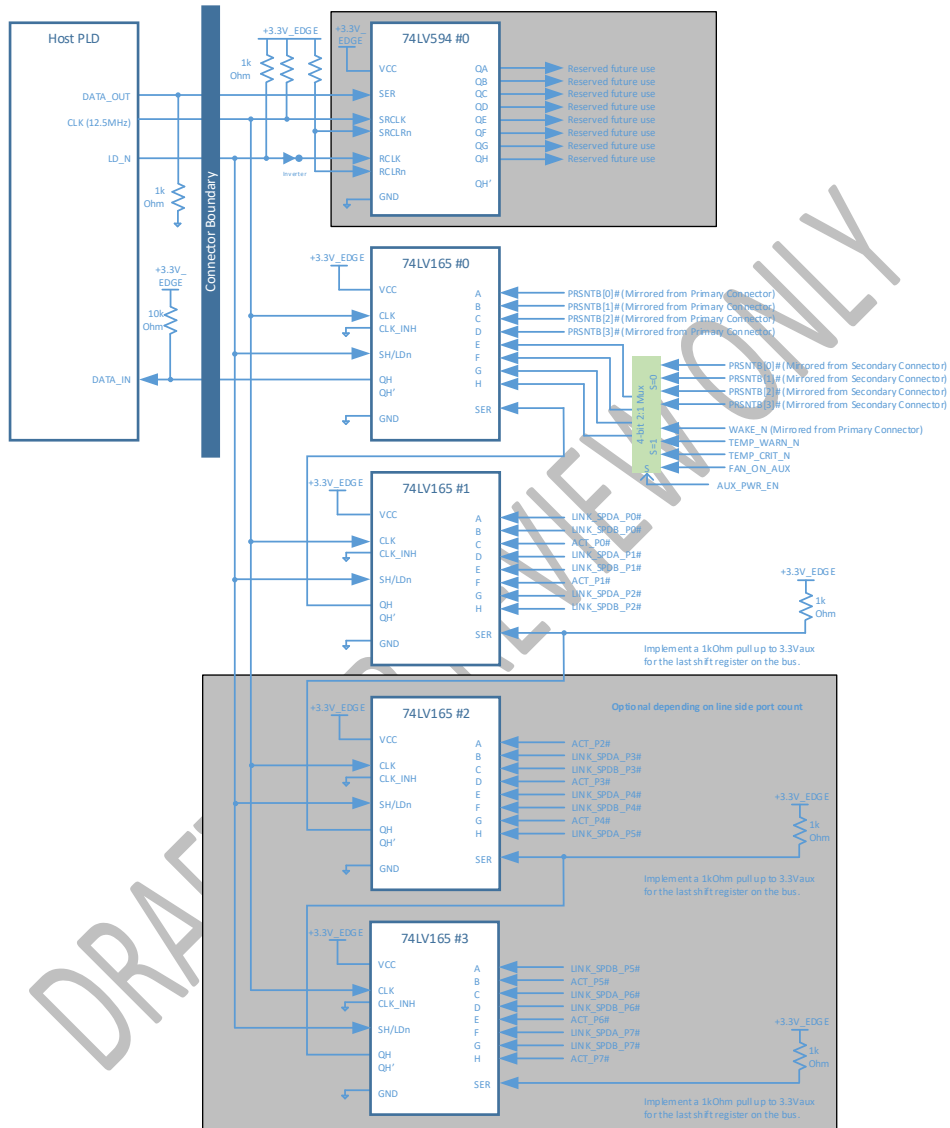 Host PLD
DATA_OUT
CLK (12.5MHz)
LD_N
1k
Ohm
+3.3V_
EDGE
10k
Ohm
DATA_IN
Connector Boundary
+3.3V_EDGE
1k
Ohm
Inverter
+3.3V_
EDGE
74LV594 #0
VCC
SER
SRCLK
SRCLRn
RCLK
RCLRn
GND
QA
QB
QC
QD
QE
QF
QG
QH
QH'
Reserved future use
Reserved future use
Reserved future use
Reserved future use
Reserved future use
Reserved future use
Reserved future use
Reserved future use
+3.3V_EDGE
74LV165 #0
VCC
CLK
CLK_INH
SH/LDn
QH
QH'
GND
A
B
C
D
E
F
G
H
SER
PRSNTB[0]# (Mirrored from Primary Connector)
PRSNTB[1]# (Mirrored from Primary Connector)
PRSNTB[2]# (Mirrored from Primary Connector)
PRSNTB[3]# (Mirrored from Primary Connector)
4-bit 2:1 Mux
S=0
S=1
S
PRSNTB[0]# (Mirrored from Secondary Connector)
PRSNTB[1]# (Mirrored from Secondary Connector)
PRSNTB[2]# (Mirrored from Secondary Connector)
PRSNTB[3]# (Mirrored from Secondary Connector)
WAKE_N (Mirrored from Primary Connector)
TEMP_WARN_N
TEMP_CRIT_N
FAN_ON_AUX
AUX_PWR_EN
+3.3V_EDGE
74LV165 #1
VCC
CLK
CLK_INH
SH/LDn
QH
QH'
GND
A
B
C
D
E
F
G
H
SER
LINK_SPDA_P0#
LINK_SPDB_P0#
ACT_P0#
LINK_SPDA_P1#
LINK_SPDB_P1#
ACT_P1#
LINK_SPDA_P2#
LINK_SPDB_P2#
+3.3V_EDGE
1k
Ohm
Implement a 1kOhm pull up to 3.3Vaux
for the last shift register on the bus.
Optional depending on line side port count
+3.3V_EDGE
74LV165 #2
VCC
CLK
CLK_INH
SH/LDn
QH
QH'
GND
A
B
C
D
E
F
G
H
SER
ACT_P2#
LINK_SPDA_P3#
LINK_SPDB_P3#
ACT_P3#
LINK_SPDA_P4#
LINK_SPDB_P4#
ACT_P4#
LINK_SPDA_P5#
+3.3V_EDGE
1k
Ohm
Implement a 1kOhm pull up to 3.3Vaux
for the last shift register on the bus.
+3.3V_EDGE
74LV165 #3
VCC
CLK
CLK_INH
SH/LDn
QH
QH'
GND
A
B
C
D
E
F
G
H
SER
LINK_SPDB_P5#
ACT_P5#
LINK_SPDA_P6#
LINK_SPDB_P6#
ACT_P6#
LINK_SPDA_P7#
LINK_SPDB_P7#
ACT_P7#
+3.3V_EDGE
1k
Ohm
Implement a 1kOhm pull up to 3.3Vaux
for the last shift register on the bus.